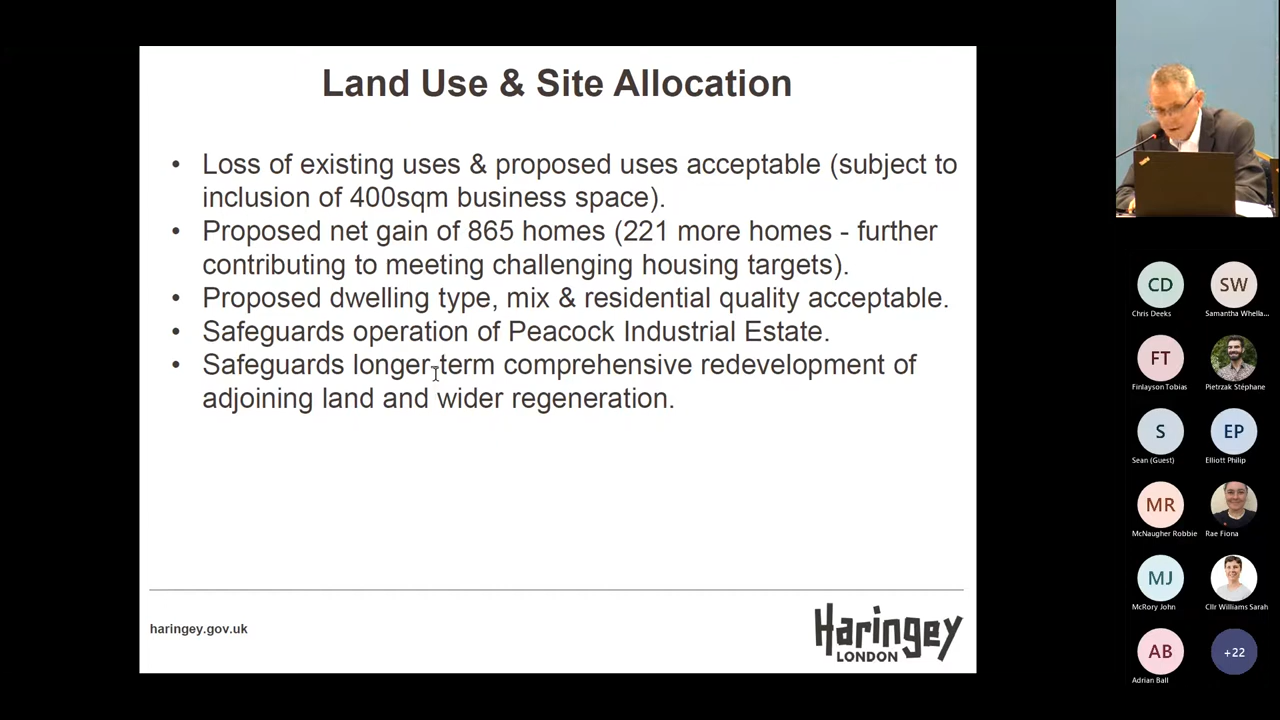 Land Use & Site Allocation
• Loss of existing uses & proposed uses acceptable (subject to
inclusion of 400sqm business space).
• Proposed net gain of 865 homes (221 more homes - further
contributing to meeting challenging housing targets).
• Proposed dwelling type, mix & residential quality acceptable.
• Safeguards operation of Peacock Industrial Estate.
• Safeguards longer-term comprehensive redevelopment of
adjoining land and wider regeneration.
haringey.gov.uk
Haringey
LONDON
CD
Chris Deeks
SW
Samantha Whella...
FT
Finlayson Tobias
Pietrzak Stéphane
S
Sean (Guest)
EP
Elliott Philip
MR
McNaugher Robbie
Rae Fiona
MJ
McRory John
Cllr Williams Sarah
AB
Adrian Ball
+22